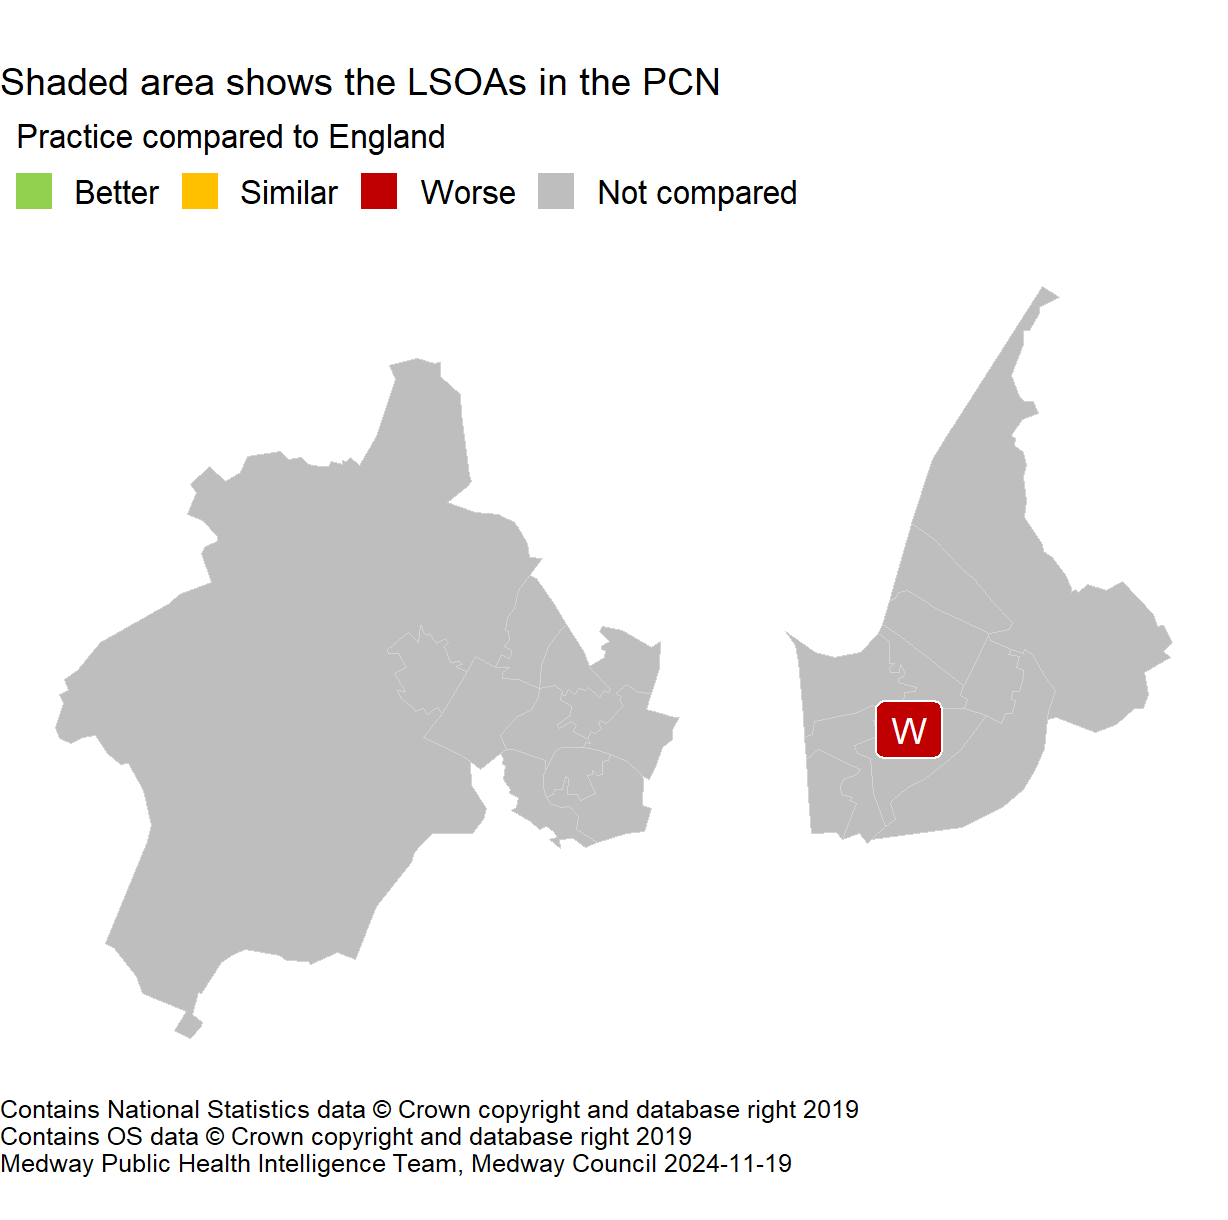 Shaded area shows the LSOAs in the PCN
Practice compared to England
Better Similar Worse Not compared
W
Contains National Statistics data © Crown copyright and database right 2019
Contains OS data © Crown copyright and database right 2019
Medway Public Health Intelligence Team, Medway Council 2024-11-19